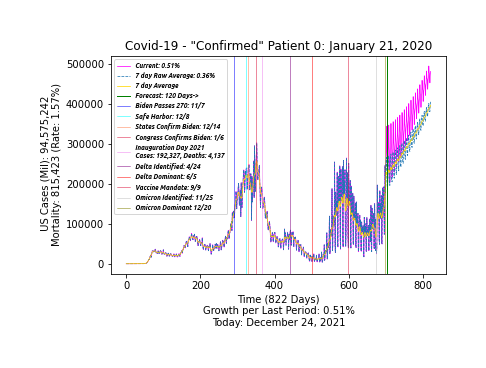 Covid-19 - "Confirmed" Patient 0: January 21, 2020
US Cases (Mil): 94,575,242
Mortality: 815,423 (Rate: 1.57%)
500000
400000
300000
200000
100000
0
Current: 0.51%
7 day Raw Average: 0.36%
7 day Average
Forecast: 120 Days->
Biden Passes 270: 11/7
Safe Harbor: 12/8
States Confirm Biden: 12/14
Congress Confirms Biden: 1/6
Inauguration Day 2021
Cases: 192,327, Deaths: 4,137
Delta Identified: 4/24
Delta Dominant: 6/5
Vaccine Mandate: 9/9
Omicron Identified: 11/25
Omicron Dominant: 12/20
0 200 400 600 800
Time (822 Days)
Growth per Last Period: 0.51%
Today: December 24, 2021